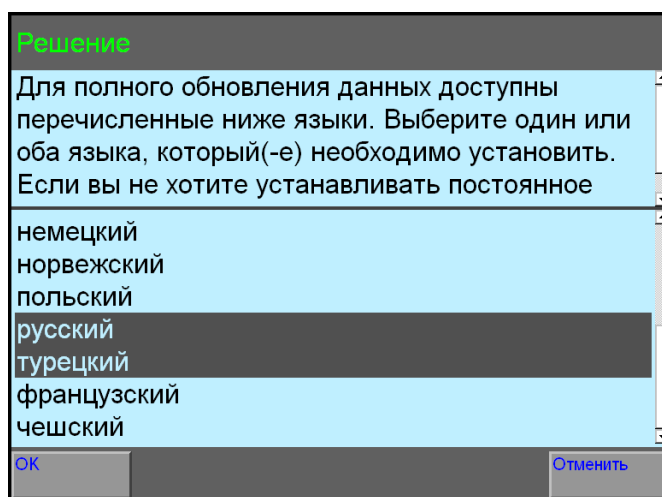 Решение
Для полного обновления данных доступны
перечисленные ниже языки. Выберите один или
оба языка, который(-е) необходимо установить.
Если вы не хотите устанавливать постоянное
немецкий
норвежский
польский
русский
турецкий
французский
чешский
OK
Отменить